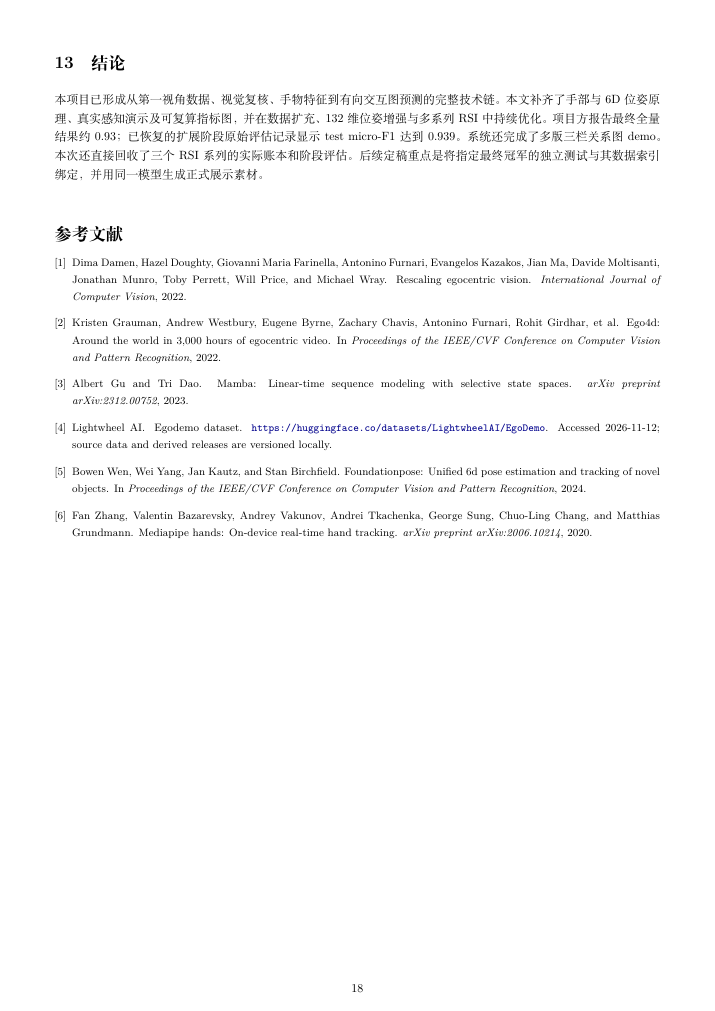 13 结论
本项目已形成从第一视角数据、视觉复核、手物特征到有向交互图预测的完整技术链。本文补齐了手部与 6D 位姿原
理、真实感知演示及可复算指标图，并在数据扩充、132 维位姿增强与多系列 RSI 中持续优化。项目方报告最终全量
结果约 0.93；已恢复的扩展阶段原始评估记录显示 test micro-F1 达到 0.939。系统还完成了多版三栏关系图 demo。
本次还直接回收了三个 RSI 系列的实际账本和阶段评估。后续定稿重点是将指定最终冠军的独立测试与其数据索引
绑定，并用同一模型生成正式展示素材。
参考文献
[1] Dima Damen, Hazel Doughty, Giovanni Maria Farinella, Antonino Furnari, Evangelos Kazakos, Jian Ma, Davide Moltisanti,
Jonathan Munro, Toby Perrett, Will Price, and Michael Wray. Rescaling egocentric vision. International Journal of
Computer Vision, 2022.
[2] Kristen Grauman, Andrew Westbury, Eugene Byrne, Zachary Chavis, Antonino Furnari, Rohit Girdhar, et al. Ego4d:
Around the world in 3,000 hours of egocentric video. In Proceedings of the IEEE/CVF Conference on Computer Vision
and Pattern Recognition, 2022.
[3] Albert Gu and Tri Dao. Mamba: Linear-time sequence modeling with selective state spaces. arXiv preprint
arXiv:2312.00752, 2023.
[4] Lightwheel AI. Egodemo dataset. https://huggingface.co/datasets/LightwheelAI/EgoDemo. Accessed 2026-11-12;
source data and derived releases are versioned locally.
[5] Bowen Wen, Wei Yang, Jan Kautz, and Stan Birchfield. Foundationpose: Unified 6d pose estimation and tracking of novel
objects. In Proceedings of the IEEE/CVF Conference on Computer Vision and Pattern Recognition, 2024.
[6] Fan Zhang, Valentin Bazarevsky, Andrey Vakunov, Andrei Tkachenka, George Sung, Chuo-Ling Chang, and Matthias
Grundmann. Mediapipe hands: On-device real-time hand tracking. arXiv preprint arXiv:2006.10214, 2020.
18